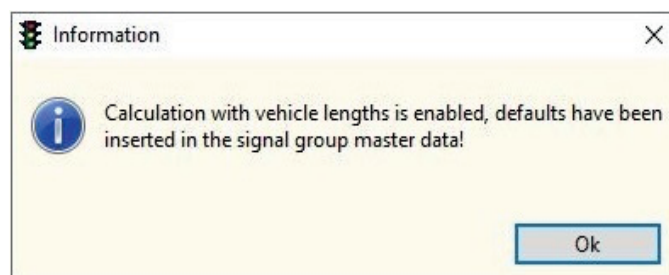 Information
Calculation with vehicle lengths is enabled, defaults have been
inserted in the signal group master data!
Ok